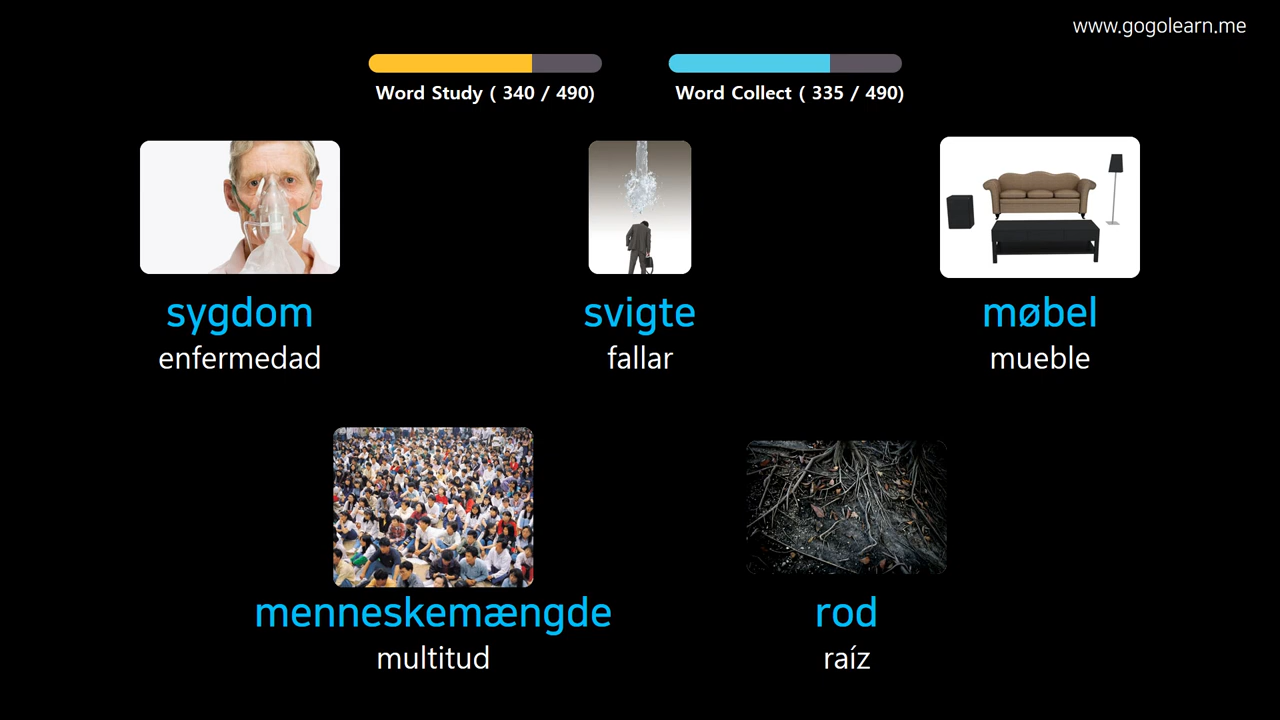 www.gogolearn.me
Word Study ( 340 / 490)
Word Collect ( 335 / 490)
sygdom
enfermedad
svigte
fallar
møbel
mueble
menneskemængde
multitud
rod
raíz